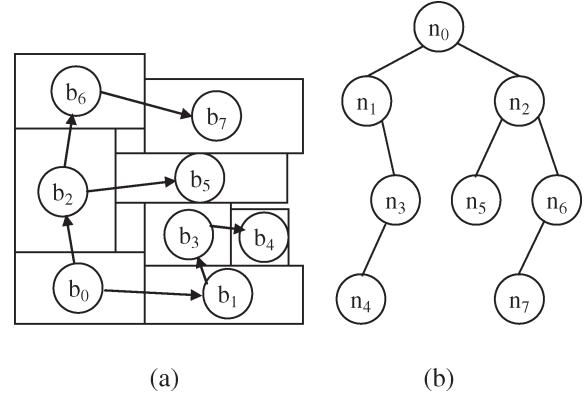 b₆
b₇
b₂
b₅
b₃
b₄
b₀
b₁
(a)
n₀
n₁
n₂
n₃
n₅
n₆
n₄
n₇
(b)